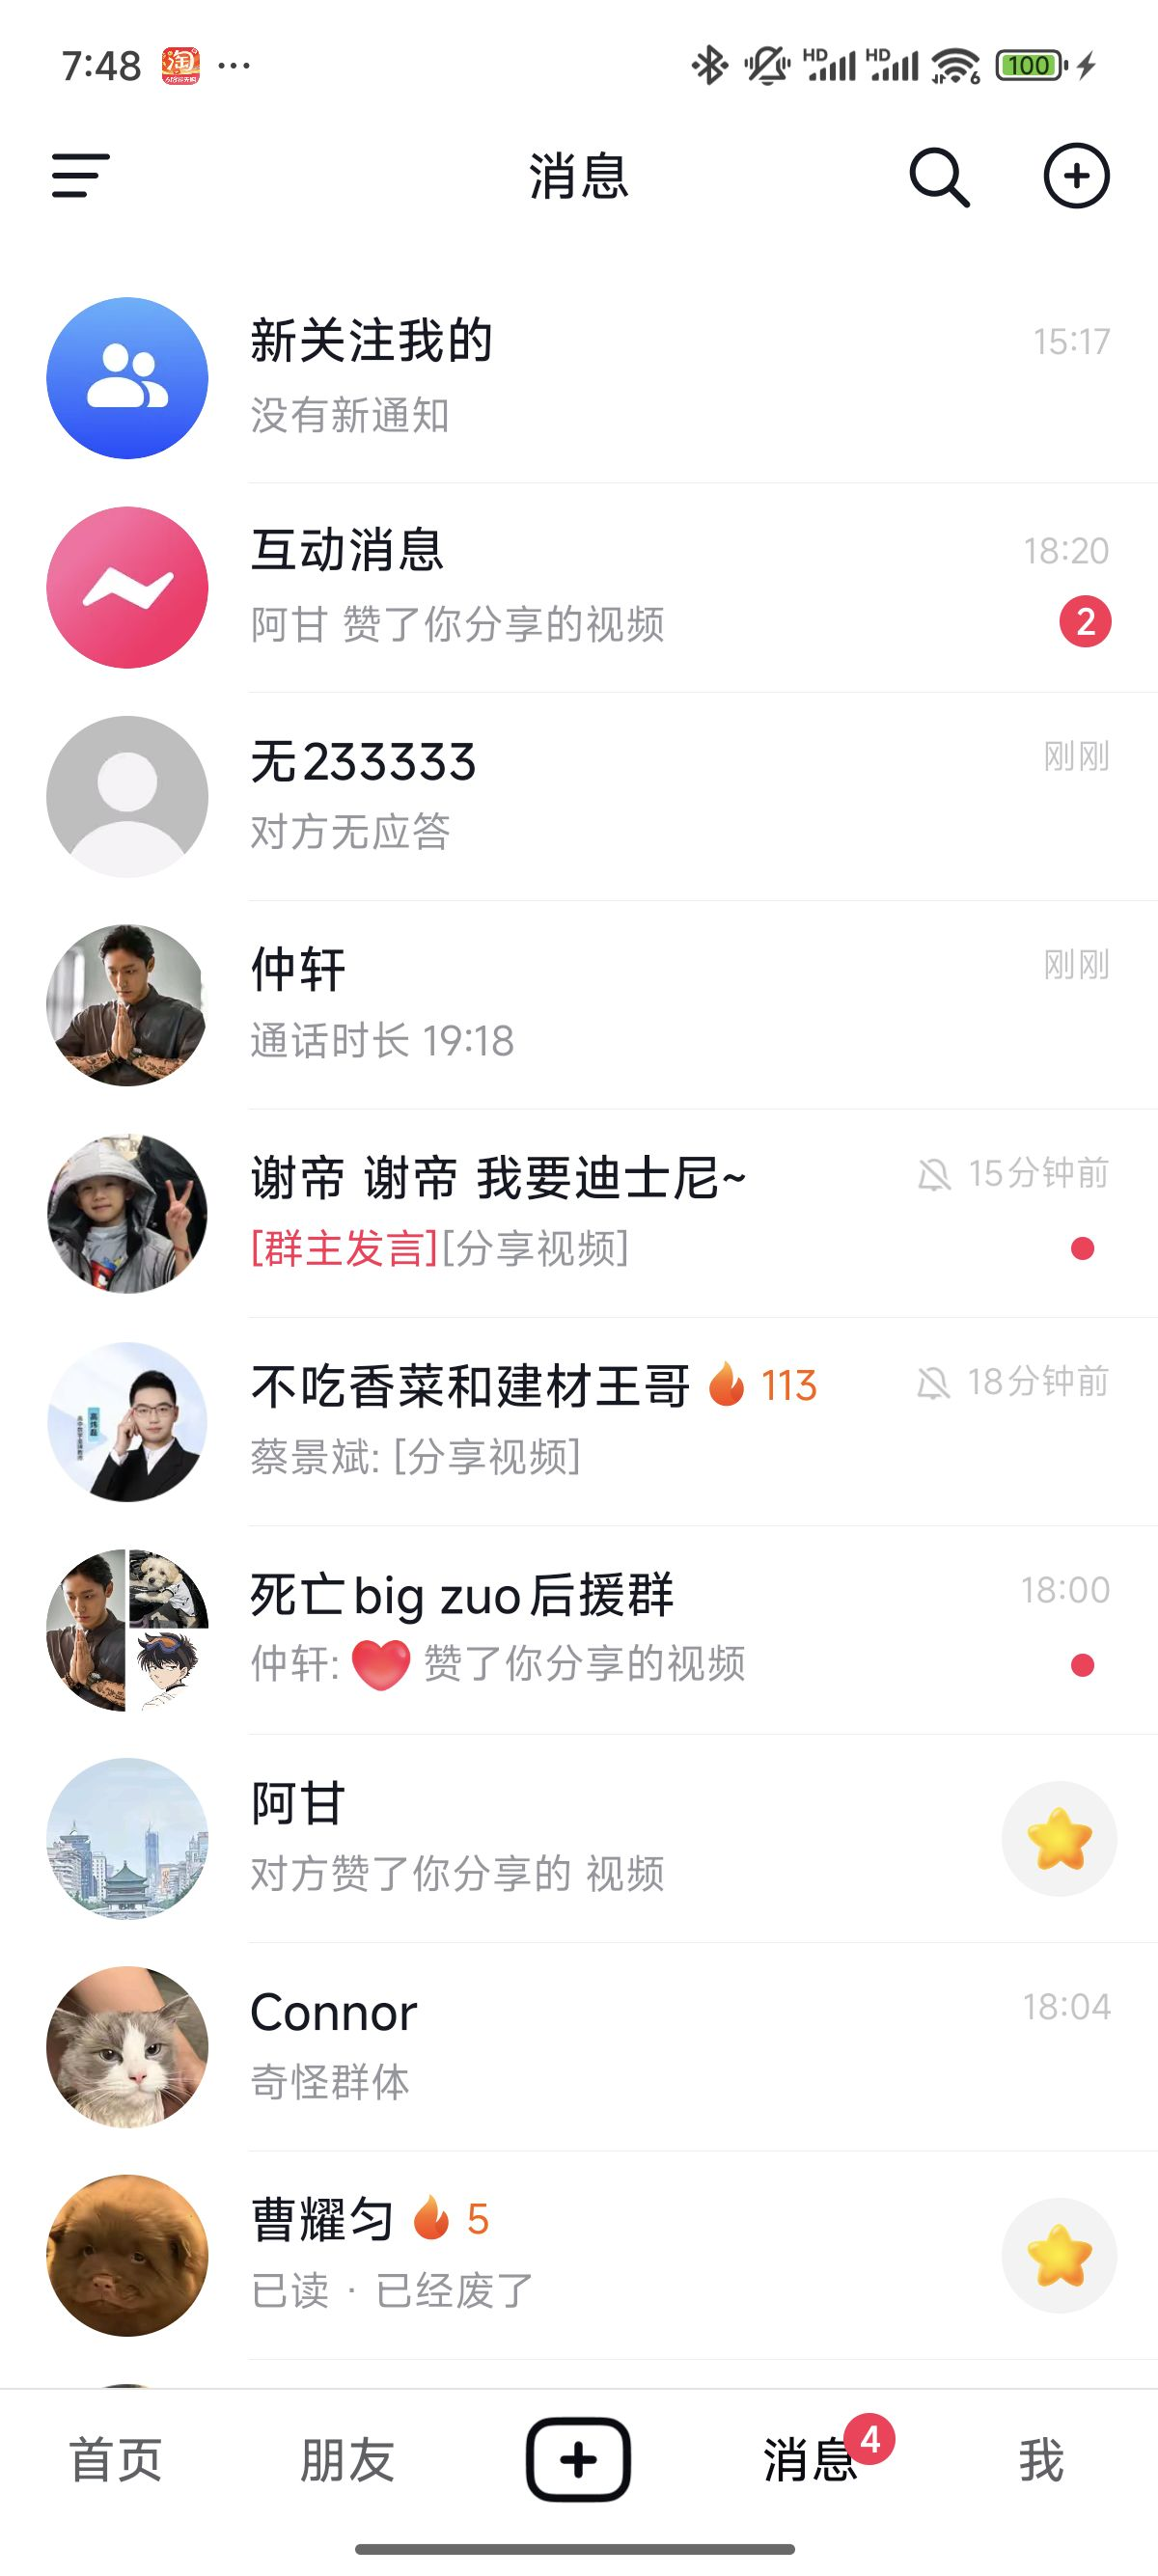 7:48 淘 ··· HD HD 6 100
消息
新关注我的 15:17
没有新通知
互动消息 18:20
阿甘 赞了你分享的视频 2
无233333 刚刚
对方无应答
仲轩 刚刚
通话时长 19:18
谢帝 谢帝 我要迪士尼~ 15分钟前
[群主发言][分享视频]
不吃香菜和建材王哥 113 18分钟前
蔡景斌: [分享视频]
死亡big zuo后援群 18:00
仲轩: 赞了你分享的视频
阿甘
对方赞了你分享的 视频
Connor 18:04
奇怪群体
曹耀匀 5
已读 · 已经废了
首页 朋友 消息 4 我